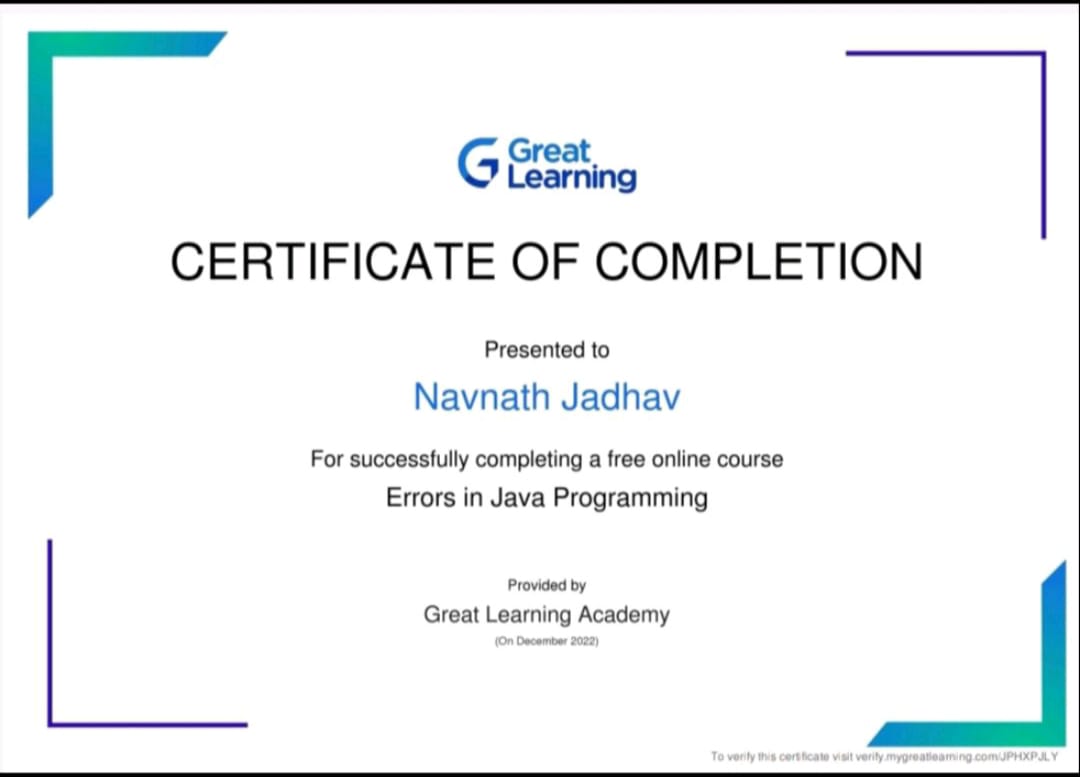 Great
Learning
CERTIFICATE OF COMPLETION
Presented to
Navnath Jadhav
For successfully completing a free online course
Errors in Java Programming
Provided by
Great Learning Academy
(On December 2022)
To verify this certificate visit verify.mygreatlearning.com/JPHXPJLY